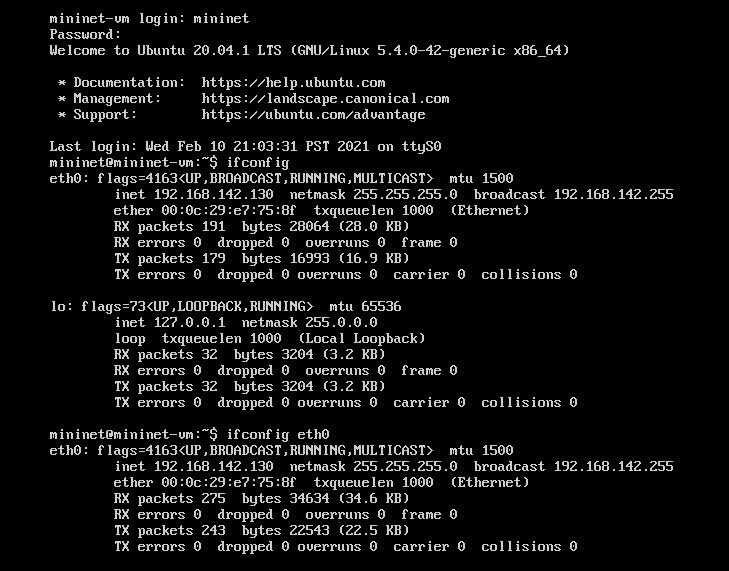 mininet-vm login: mininet
Password:
Welcome to Ubuntu 20.04.1 LTS (GNU/Linux 5.4.0-42-generic x86_64)
* Documentation:  https://help.ubuntu.com
* Management:     https://landscape.canonical.com
* Support:        https://ubuntu.com/advantage
Last login: Wed Feb 10 21:03:31 PST 2021 on ttyS0
mininet@mininet-vm:~$ ifconfig
eth0: flags=4163<UP,BROADCAST,RUNNING,MULTICAST>  mtu 1500
inet 192.168.142.130  netmask 255.255.255.0  broadcast 192.168.142.255
ether 00:0c:29:e7:75:8f  txqueuelen 1000  (Ethernet)
RX packets 191  bytes 28064 (28.0 KB)
RX errors 0  dropped 0  overruns 0  frame 0
TX packets 179  bytes 16993 (16.9 KB)
TX errors 0  dropped 0 overruns 0  carrier 0  collisions 0
lo: flags=73<UP,LOOPBACK,RUNNING>  mtu 65536
inet 127.0.0.1  netmask 255.0.0.0
loop  txqueuelen 1000  (Local Loopback)
RX packets 32  bytes 3204 (3.2 KB)
RX errors 0  dropped 0  overruns 0  frame 0
TX packets 32  bytes 3204 (3.2 KB)
TX errors 0  dropped 0 overruns 0  carrier 0  collisions 0
mininet@mininet-vm:~$ ifconfig eth0
eth0: flags=4163<UP,BROADCAST,RUNNING,MULTICAST>  mtu 1500
inet 192.168.142.130  netmask 255.255.255.0  broadcast 192.168.142.255
ether 00:0c:29:e7:75:8f  txqueuelen 1000  (Ethernet)
RX packets 275  bytes 34634 (34.6 KB)
RX errors 0  dropped 0  overruns 0  frame 0
TX packets 243  bytes 22543 (22.5 KB)
TX errors 0  dropped 0 overruns 0  carrier 0  collisions 0